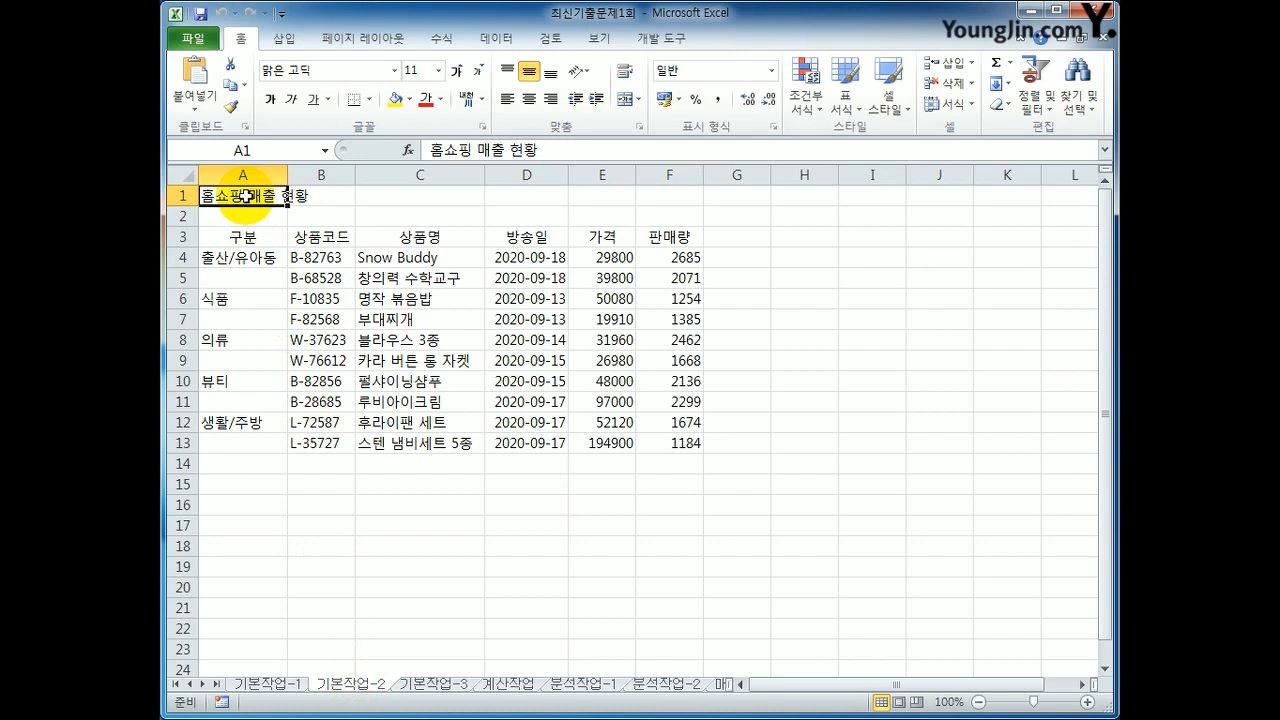 최신기출문제1회 - Microsoft Excel
YoungJin.com Y.
파일 홈 삽입 페이지 레이아웃 수식 데이터 검토 보기 개발 도구
붙여넣기
맑은 고딕 11
가 가 가 가
일반
조건부 서식
표 서식
셀 스타일
삽입
삭제
서식
정렬 및 필터
찾기 및 선택
클립보드 글꼴 맞춤 표시 형식 스타일 셀 편집
A1 fx 홈쇼핑 매출 현황
A B C D E F G H I J K L
1 홈쇼핑 매출 현황
2
3 구분 상품코드 상품명 방송일 가격 판매량
4 출산/유아동 B-82763 Snow Buddy 2020-09-18 29800 2685
5 B-68528 창의력 수학교구 2020-09-18 39800 2071
6 식품 F-10835 명작 볶음밥 2020-09-13 50080 1254
7 F-82568 부대찌개 2020-09-13 19910 1385
8 의류 W-37623 블라우스 3종 2020-09-14 31960 2462
9 W-76612 카라 버튼 롱 자켓 2020-09-15 26980 1668
10 뷰티 B-82856 펄샤이닝샴푸 2020-09-15 48000 2136
11 B-28685 루비아이크림 2020-09-17 97000 2299
12 생활/주방 L-72587 후라이팬 세트 2020-09-17 52120 1674
13 L-35727 스텐 냄비세트 5종 2020-09-17 194900 1184
14
15
16
17
18
19
20
21
22
23
24
기본작업-1 기본작업-2 기본작업-3 계산작업 분석작업-1 분석작업-2
준비 100%